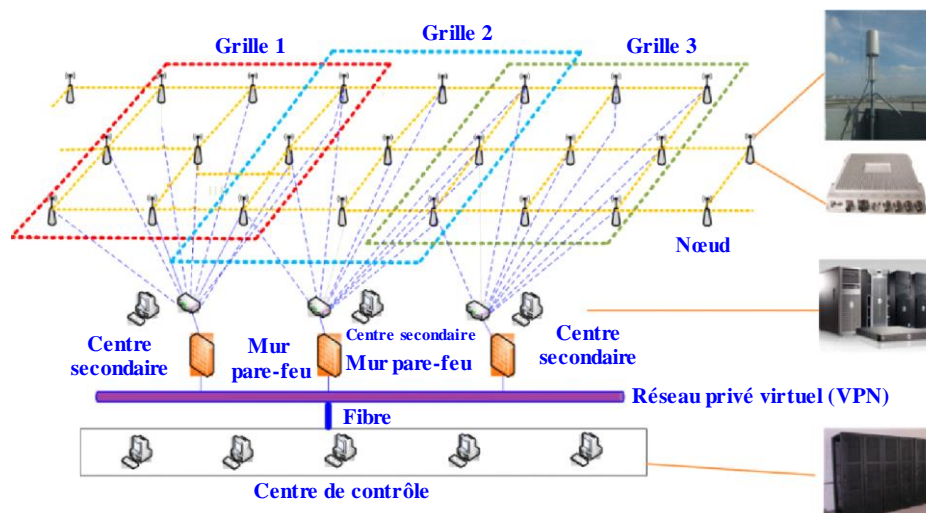 Grille 1
Grille 2
Grille 3
Nœud
Centre
secondaire
Mur
pare-feu
Centre secondaire
Mur pare-feu
Centre
secondaire
Réseau privé virtuel (VPN)
Fibre
Centre de contrôle